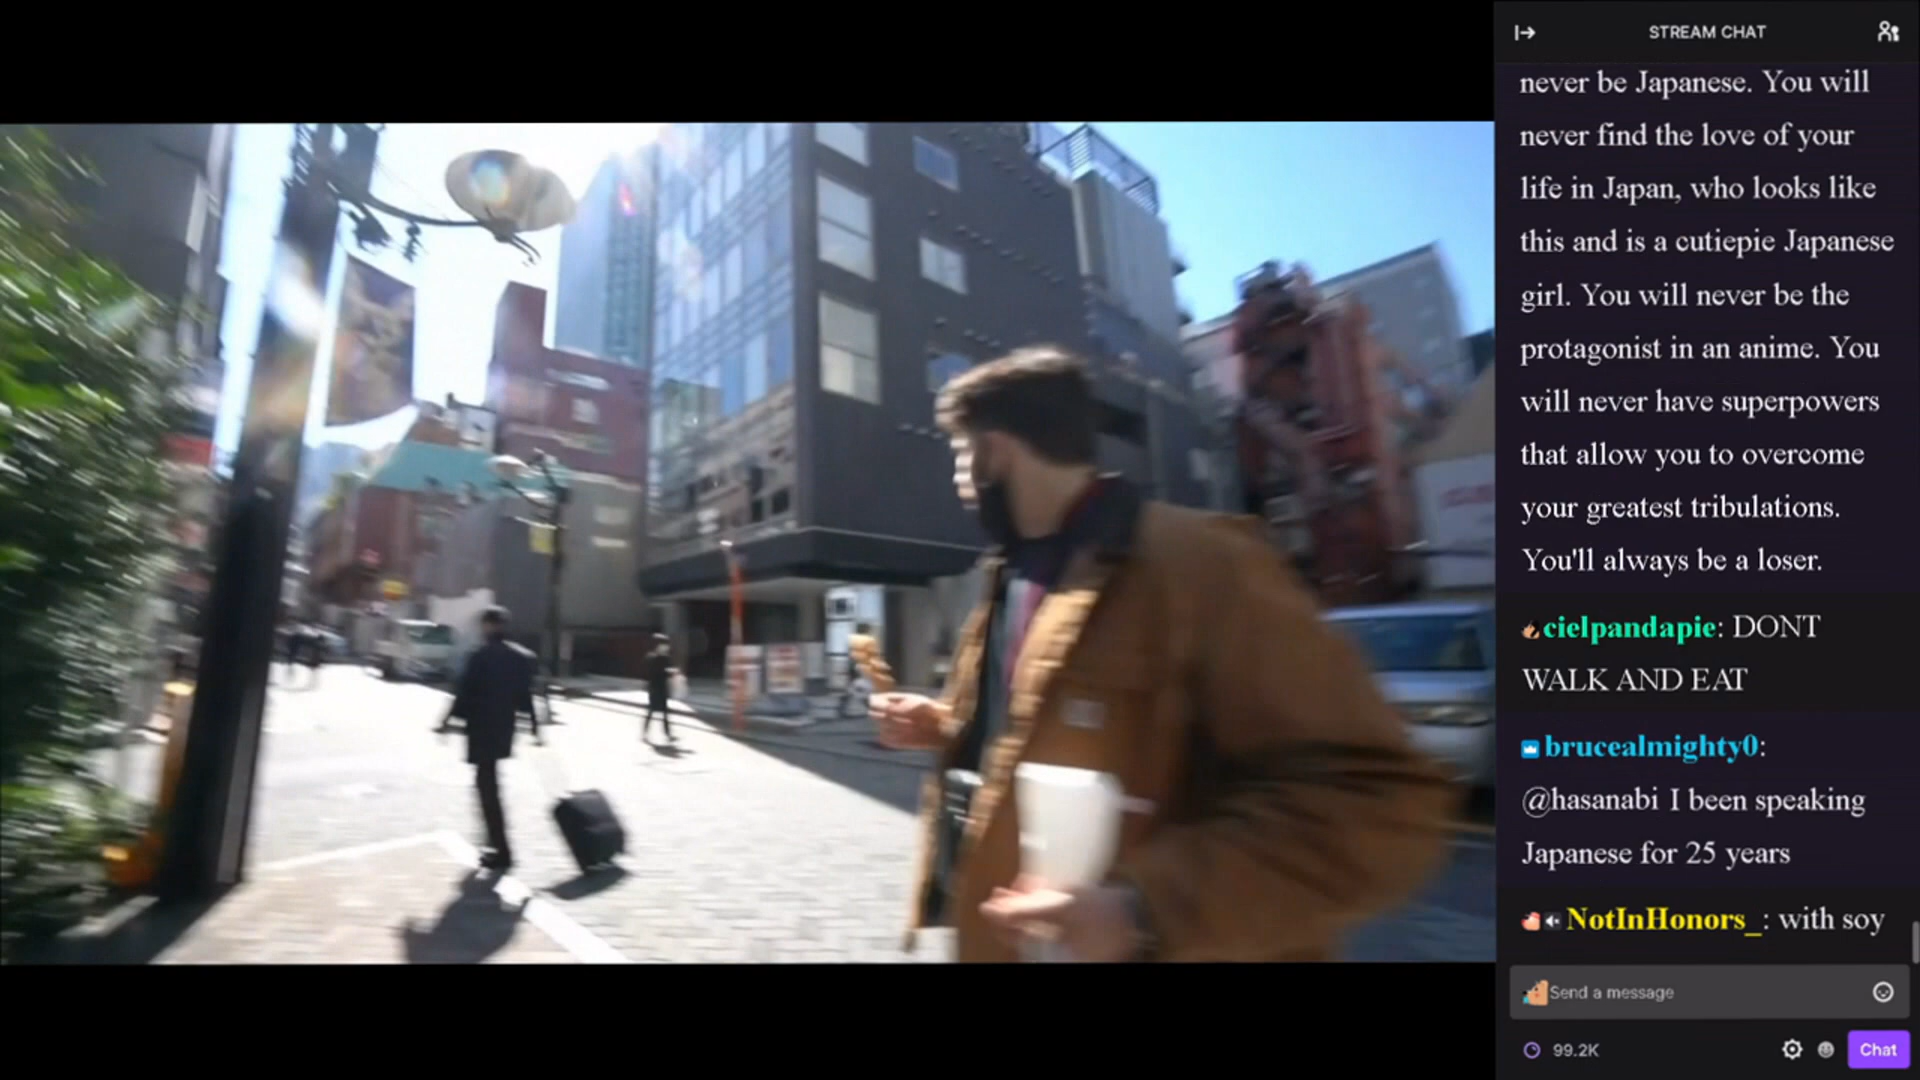 STREAM CHAT
never be Japanese. You will
never find the love of your
life in Japan, who looks like
this and is a cutiepie Japanese
girl. You will never be the
protagonist in an anime. You
will never have superpowers
that allow you to overcome
your greatest tribulations.
You'll always be a loser.
cielpandapie: DONT
WALK AND EAT
brucealmighty0:
@hasanabi I been speaking
Japanese for 25 years
NotInHonors_: with soy
Send a message
99.2K
Chat